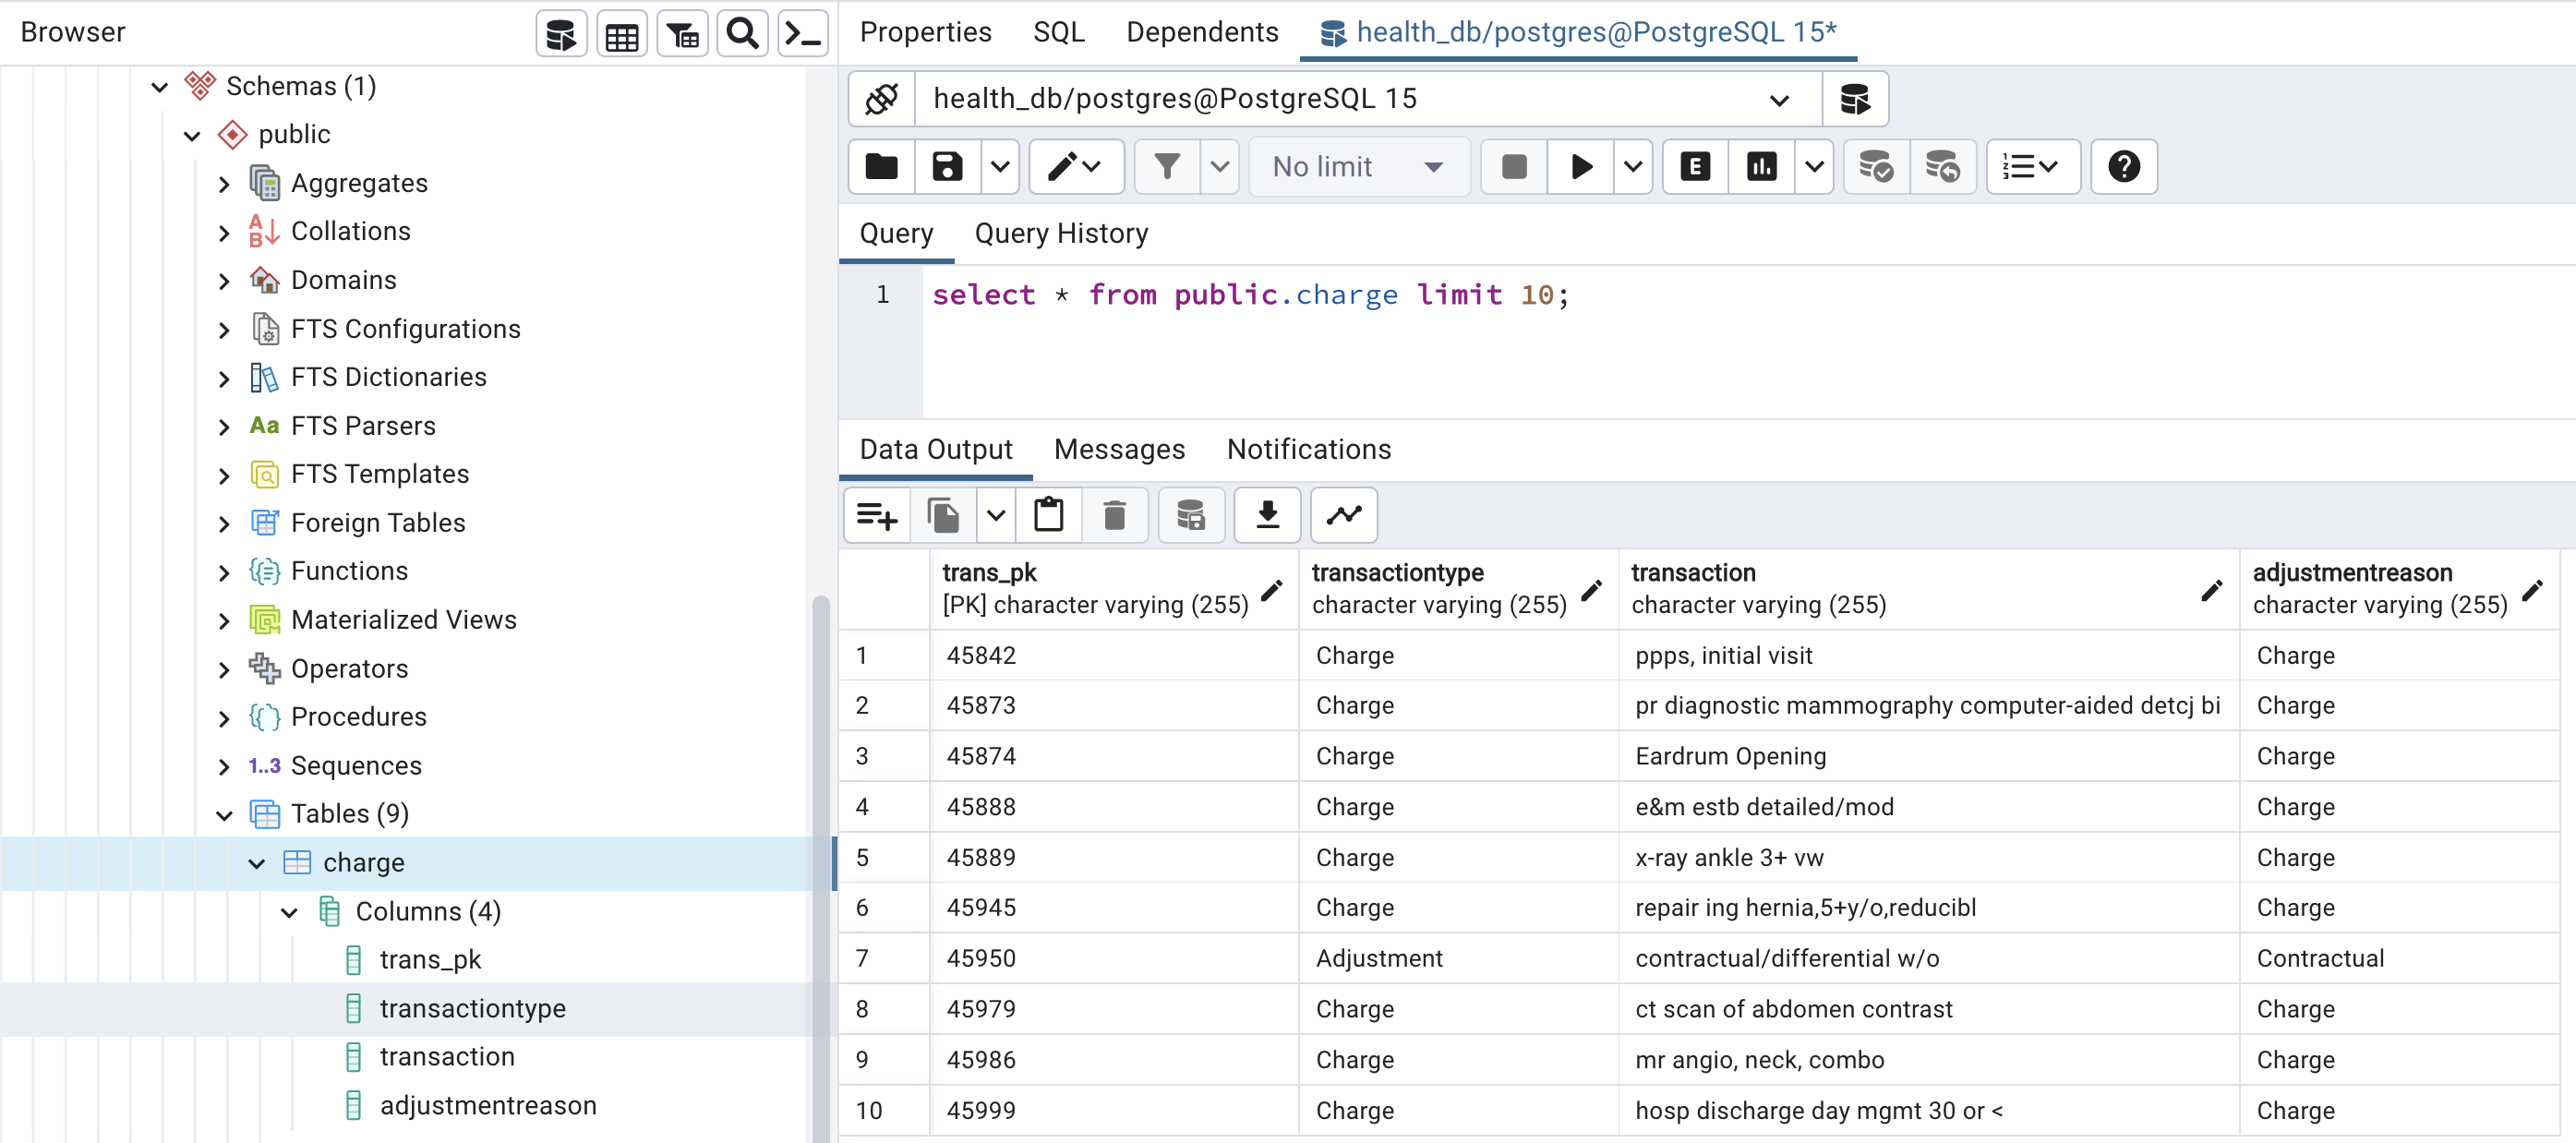 Browser
Properties
SQL
Dependents
health_db/postgres@PostgreSQL 15*
Schemas (1)
public
Aggregates
Collations
Domains
FTS Configurations
FTS Dictionaries
Aa FTS Parsers
FTS Templates
Foreign Tables
Functions
Materialized Views
Operators
Procedures
1..3 Sequences
Tables (9)
charge
Columns (4)
trans_pk
transactiontype
transaction
adjustmentreason
health_db/postgres@PostgreSQL 15
No limit
E
Query
Query History
1 select * from public.charge limit 10;
Data Output
Messages
Notifications
trans_pk transactiontype transaction adjustmentreason
[PK] character varying (255) character varying (255) character varying (255) character varying (255)
1 45842 Charge ppps, initial visit Charge
2 45873 Charge pr diagnostic mammography computer-aided detcj bi Charge
3 45874 Charge Eardrum Opening Charge
4 45888 Charge e&m estb detailed/mod Charge
5 45889 Charge x-ray ankle 3+ vw Charge
6 45945 Charge repair ing hernia,5+y/o,reducibl Charge
7 45950 Adjustment contractual/differential w/o Contractual
8 45979 Charge ct scan of abdomen contrast Charge
9 45986 Charge mr angio, neck, combo Charge
10 45999 Charge hosp discharge day mgmt 30 or < Charge